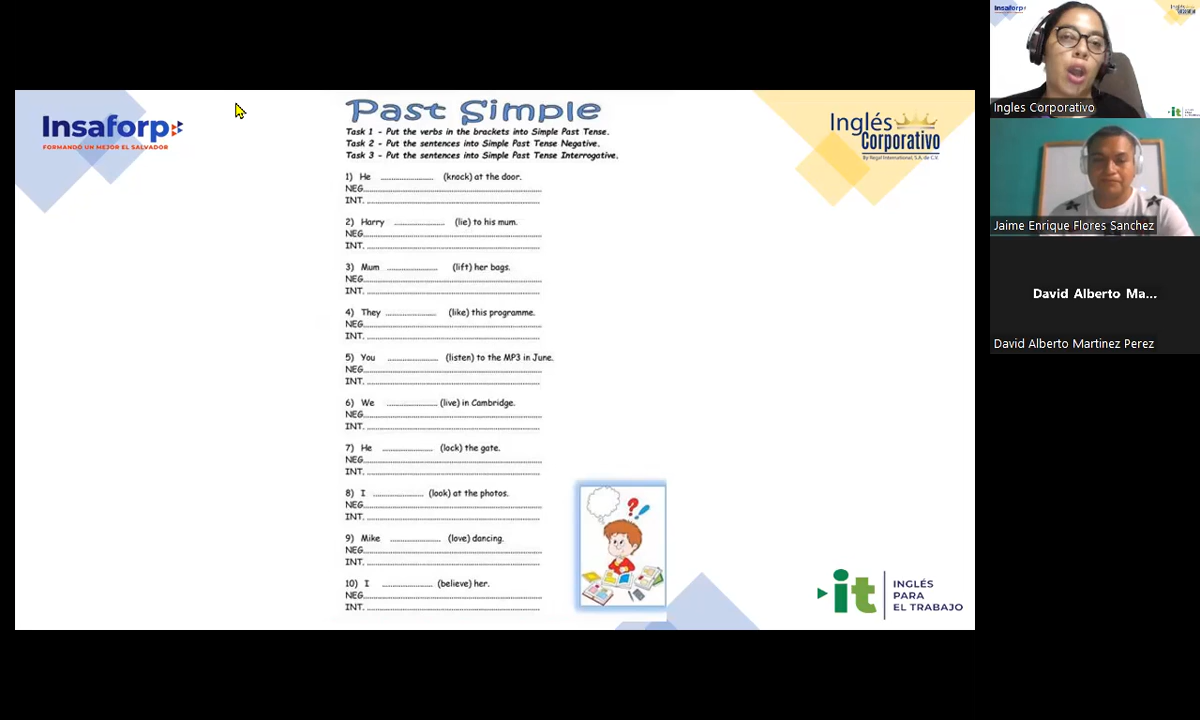 Insaforp
FORMANDO UN MEJOR EL SALVADOR
Past Simple
Task 1 - Put the verbs in the brackets into Simple Past Tense.
Task 2 - Put the sentences into Simple Past Tense Negative.
Task 3 - Put the sentences into Simple Past Tense Interrogative.
1) He .......................... (knock) at the door.
NEG...........................................................................................
INT. .......................................................................................
2) Harry ......................... (lie) to his mum.
NEG...........................................................................................
INT. .......................................................................................
3) Mum ......................... (lift) her bags.
NEG...........................................................................................
INT. .......................................................................................
4) They ......................... (like) this programme.
NEG...........................................................................................
INT. .......................................................................................
5) You ......................... (listen) to the MP3 in June.
NEG...........................................................................................
INT. .......................................................................................
6) We ......................... (live) in Cambridge.
NEG...........................................................................................
INT. .......................................................................................
7) He ......................... (lock) the gate.
NEG...........................................................................................
INT. .......................................................................................
8) I ......................... (look) at the photos.
NEG...........................................................................................
INT. .......................................................................................
9) Mike ......................... (love) dancing.
NEG...........................................................................................
INT. .......................................................................................
10) I ......................... (believe) her.
NEG...........................................................................................
INT. .......................................................................................
Inglés
Corporativo
By Regal International, S.A. de C.V.
it
INGLÉS
PARA
EL TRABAJO
Insaforp
Ingles Corporativo
Jaime Enrique Flores Sanchez
David Alberto Ma...
David Alberto Martinez Perez